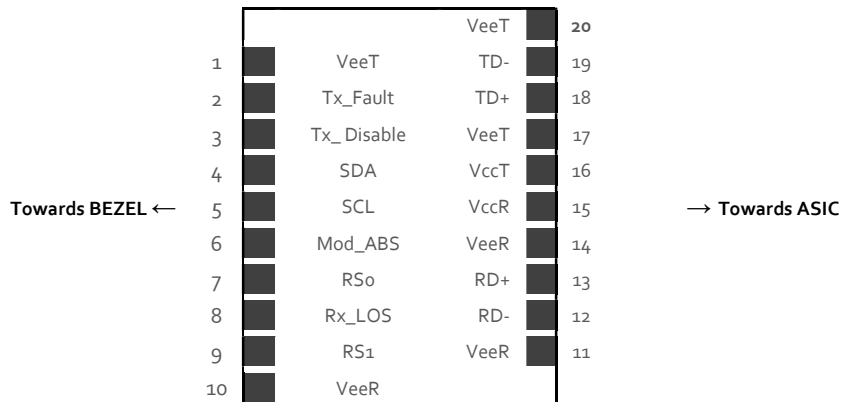 VeeT 20
1 VeeT TD- 19
2 Tx_Fault TD+ 18
3 Tx_ Disable VeeT 17
4 SDA VccT 16
Towards BEZEL ← 5 SCL VccR 15 → Towards ASIC
6 Mod_ABS VeeR 14
7 RS0 RD+ 13
8 Rx_LOS RD- 12
9 RS1 VeeR 11
10 VeeR